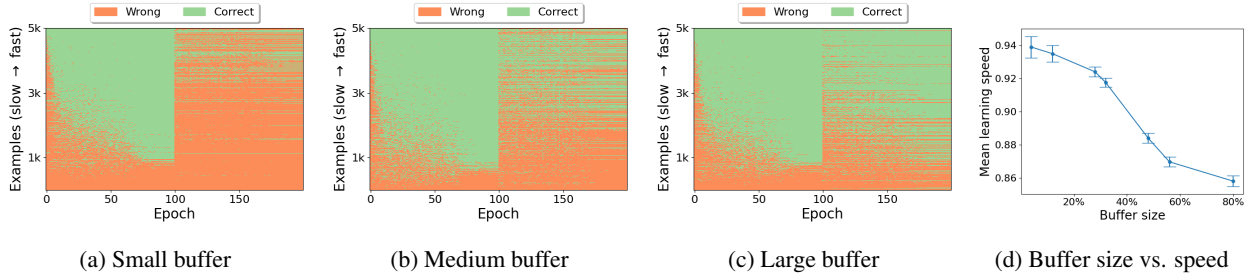 Wrong Correct
Examples (slow → fast)
5k
3k
1k
0 50 100 150
Epoch
(a) Small buffer
Wrong Correct
Examples (slow → fast)
5k
3k
1k
0 50 100 150
Epoch
(b) Medium buffer
Wrong Correct
Examples (slow → fast)
5k
3k
1k
0 50 100 150
Epoch
(c) Large buffer
Mean learning speed
0.94
0.92
0.90
0.88
0.86
20% 40% 60% 80%
Buffer size
(d) Buffer size vs. speed